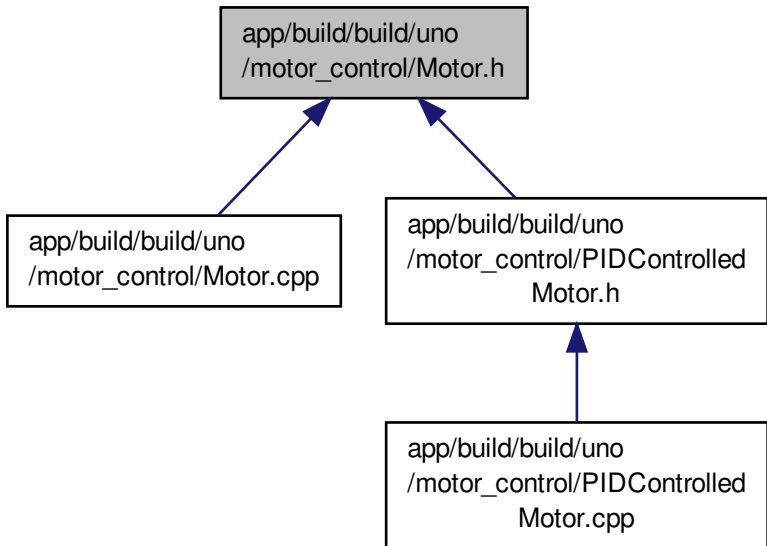 app/build/build/uno
/motor_control/Motor.h
app/build/build/uno
/motor_control/Motor.cpp
app/build/build/uno
/motor_control/PIDControlled
Motor.h
app/build/build/uno
/motor_control/PIDControlled
Motor.cpp